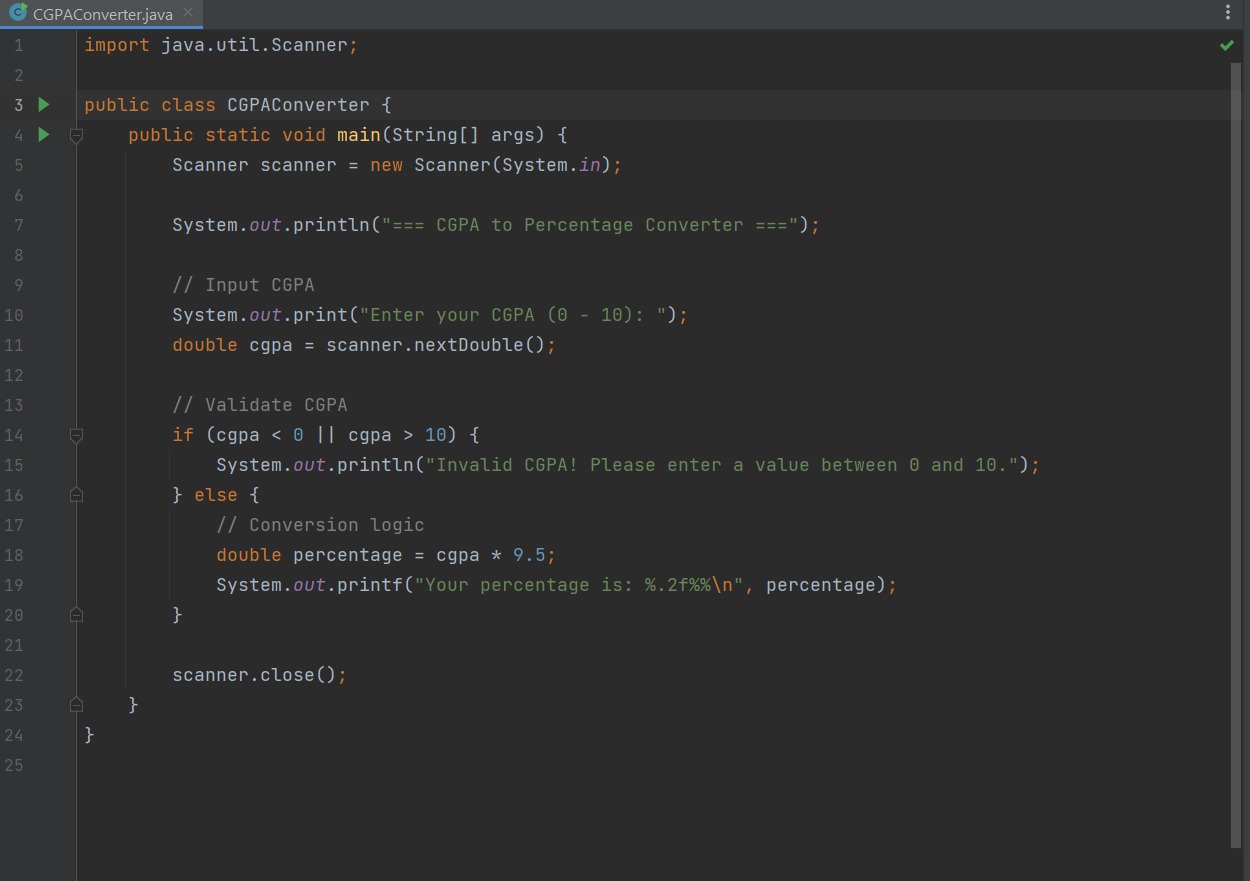 CGPAConverter.java
1 import java.util.Scanner;
2
3 public class CGPAConverter {
4     public static void main(String[] args) {
5         Scanner scanner = new Scanner(System.in);
6
7         System.out.println("=== CGPA to Percentage Converter ===");
8
9         // Input CGPA
10         System.out.print("Enter your CGPA (0 - 10): ");
11         double cgpa = scanner.nextDouble();
12
13         // Validate CGPA
14         if (cgpa < 0 || cgpa > 10) {
15             System.out.println("Invalid CGPA! Please enter a value between 0 and 10.");
16         } else {
17             // Conversion logic
18             double percentage = cgpa * 9.5;
19             System.out.printf("Your percentage is: %.2f%%\n", percentage);
20         }
21
22         scanner.close();
23     }
24 }
25